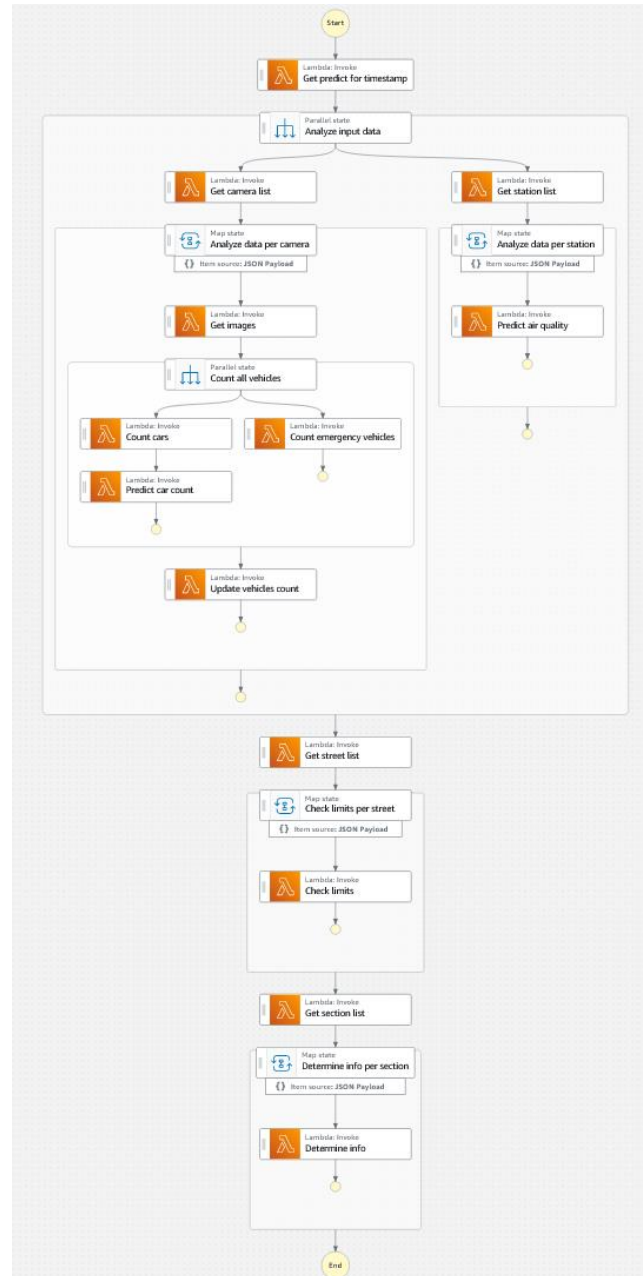 Start
Lambda: Invoke
Get predict for timestamp
Parallel state
Analyze input data
Lambda: Invoke
Get camera list
Lambda: Invoke
Get station list
Map state
Analyze data per camera
{} Item source: JSON Payload
Map state
Analyze data per station
{} Item source: JSON Payload
Lambda: Invoke
Get images
Lambda: Invoke
Predict air quality
Parallel state
Count all vehicles
Lambda: Invoke
Count cars
Lambda: Invoke
Count emergency vehicles
Lambda: Invoke
Predict car count
Lambda: Invoke
Update vehicles count
Lambda: Invoke
Get street list
Map state
Check limits per street
{} Item source: JSON Payload
Lambda: Invoke
Check limits
Lambda: Invoke
Get section list
Map state
Determine info per section
{} Item source: JSON Payload
Lambda: Invoke
Determine info
End